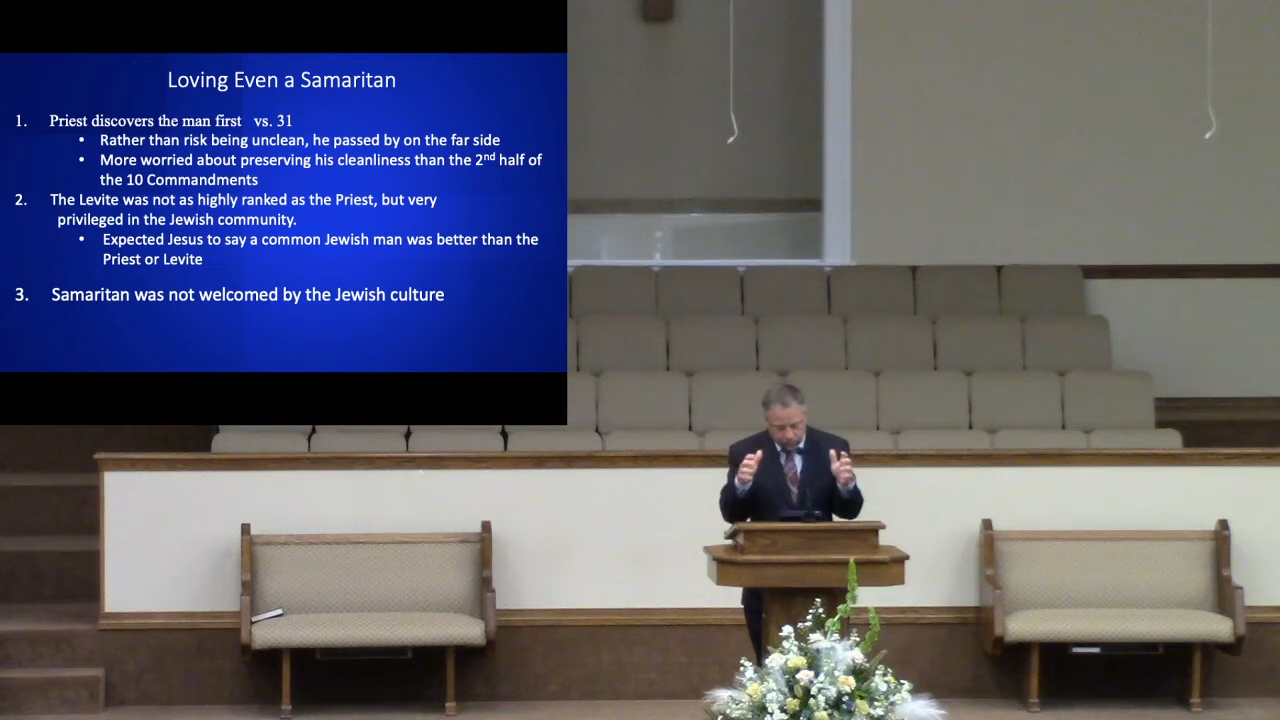 Loving Even a Samaritan
1. Priest discovers the man first vs. 31
• Rather than risk being unclean, he passed by on the far side
• More worried about preserving his cleanliness than the 2nd half of
the 10 Commandments
2. The Levite was not as highly ranked as the Priest, but very
privileged in the Jewish community.
• Expected Jesus to say a common Jewish man was better than the
Priest or Levite
3. Samaritan was not welcomed by the Jewish culture